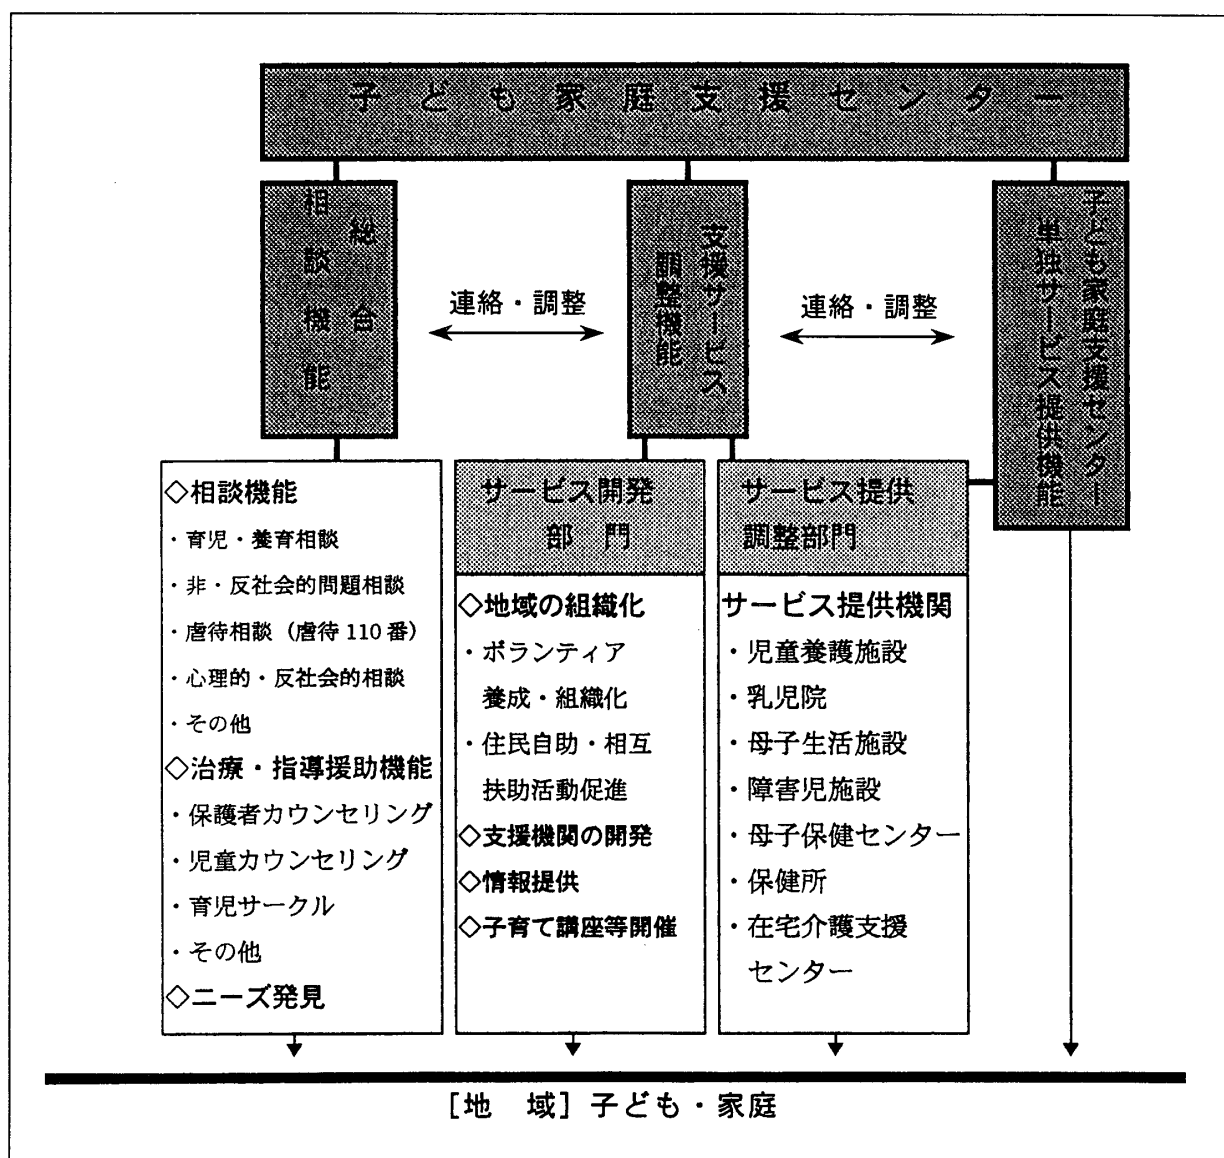 子ども家庭支援センター
総合
相談機能
連絡・調整
支援サービス
調整機能
連絡・調整
子ども家庭支援センター
単独サービス提供機能
◇相談機能
・育児・養育相談
・非・反社会的問題相談
・虐待相談（虐待110番）
・心理的・反社会的相談
・その他
◇治療・指導援助機能
・保護者カウンセリング
・児童カウンセリング
・育児サークル
・その他
◇ニーズ発見
サービス開発
部　門
◇地域の組織化
・ボランティア
養成・組織化
・住民自助・相互
扶助活動促進
◇支援機関の開発
◇情報提供
◇子育て講座等開催
サービス提供
調整部門
サービス提供機関
・児童養護施設
・乳児院
・母子生活施設
・障害児施設
・母子保健センター
・保健所
・在宅介護支援
センター
［地　域］子ども・家庭